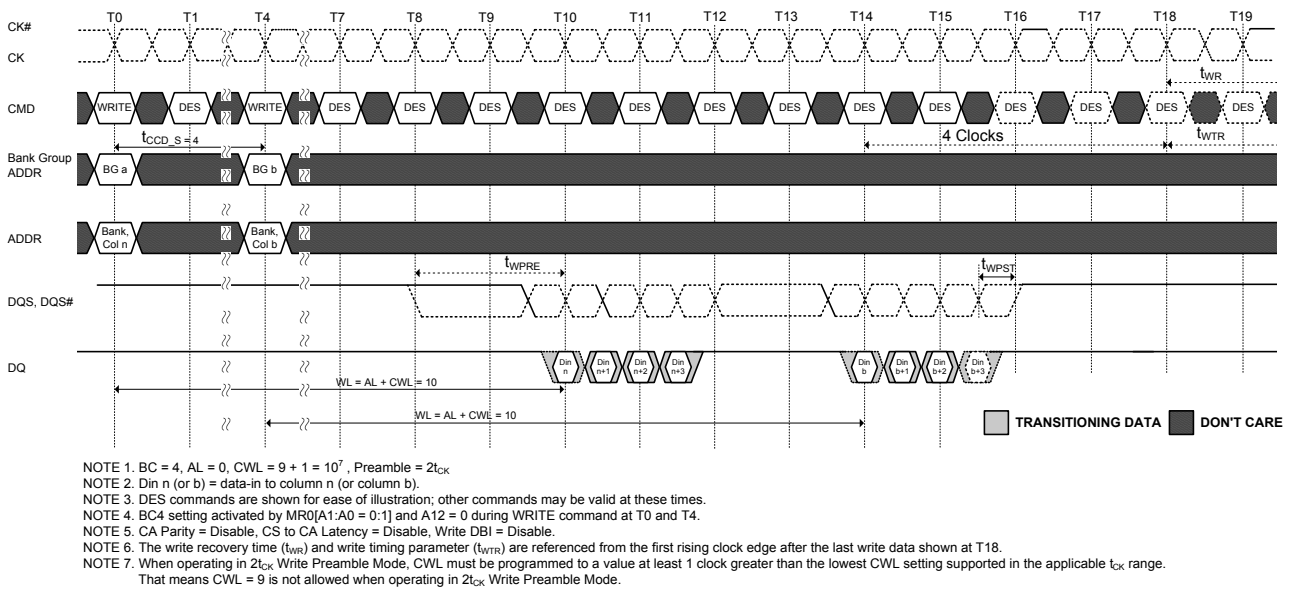 T0 T1 T4 T7 T8 T9 T10 T11 T12 T13 T14 T15 T16 T17 T18 T19
CK#
CK
tWR
CMD WRITE DES WRITE DES DES DES DES DES DES DES DES DES DES DES DES DES
tCCD_S = 4 4 Clocks tWTR
Bank Group
ADDR BG a BG b
ADDR Bank, Col n Bank, Col b
tWPRE tWPST
DQS, DQS#
DQ Din n Din n+1 Din n+2 Din n+3 Din b Din b+1 Din b+2 Din b+3
WL = AL + CWL = 10
WL = AL + CWL = 10
TRANSITIONING DATA DON'T CARE
NOTE 1. BC = 4, AL = 0, CWL = 9 + 1 = 10⁷ , Preamble = 2tCK
NOTE 2. Din n (or b) = data-in to column n (or column b).
NOTE 3. DES commands are shown for ease of illustration; other commands may be valid at these times.
NOTE 4. BC4 setting activated by MR0[A1:A0 = 0:1] and A12 = 0 during WRITE command at T0 and T4.
NOTE 5. CA Parity = Disable, CS to CA Latency = Disable, Write DBI = Disable.
NOTE 6. The write recovery time (tWR) and write timing parameter (tWTR) are referenced from the first rising clock edge after the last write data shown at T18.
NOTE 7. When operating in 2tCK Write Preamble Mode, CWL must be programmed to a value at least 1 clock greater than the lowest CWL setting supported in the applicable tCK range.
That means CWL = 9 is not allowed when operating in 2tCK Write Preamble Mode.